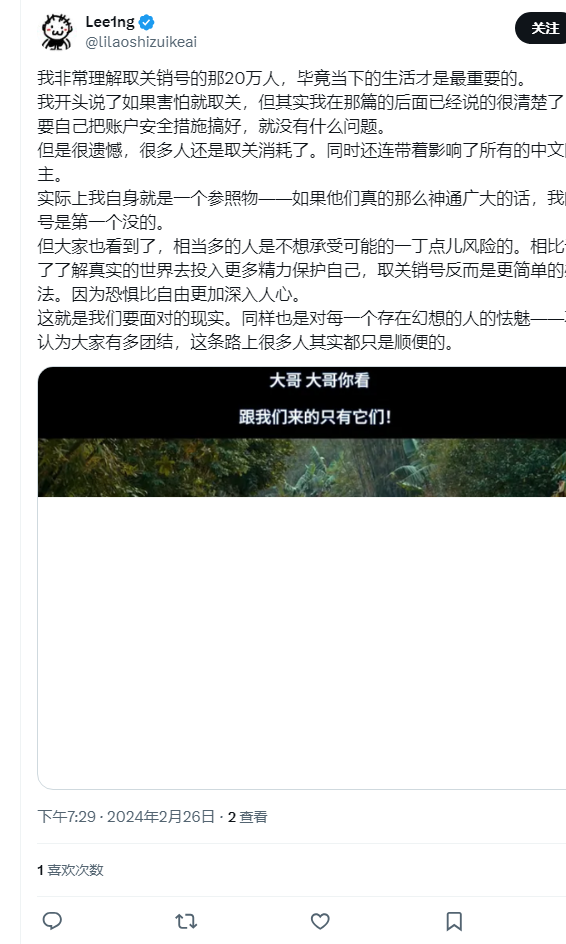 Lee1ng
@lilaoshizuikeai
关注
我非常理解取关销号的那20万人，毕竟当下的生活才是最重要的。
我开头说了如果害怕就取关，但其实我在那篇的后面已经说的很清楚了
要自己把账户安全措施搞好，就没有什么问题。
但是很遗憾，很多人还是取关消耗了。同时还连带着影响了所有的中文
主。
实际上我自身就是一个参照物——如果他们真的那么神通广大的话，我
号是第一个没的。
但大家也看到了，相当多的人是不想承受可能的一丁点儿风险的。相比
了了解真实的世界去投入更多精力保护自己，取关销号反而是更简单的
法。因为恐惧比自由更加深入人心。
这就是我们要面对的现实。同样也是对每一个存在幻想的人的怯魅——
认为大家有多团结，这条路上很多人其实都只是顺便的。
大哥 大哥你看
跟我们来的只有它们！
下午7:29 · 2024年2月26日 · 2 查看
1 喜欢次数